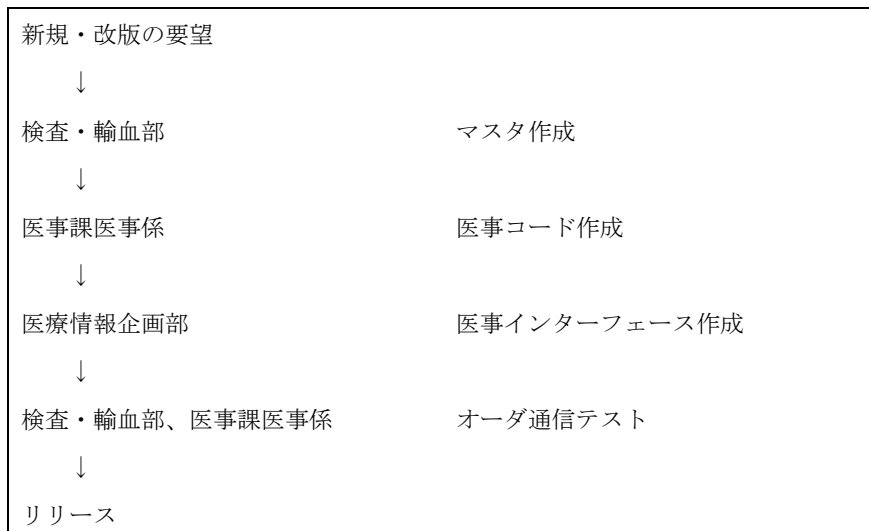 新規・改版の要望
↓
検査・輸血部 マスタ作成
↓
医事課医事係 医事コード作成
↓
医療情報企画部 医事インターフェース作成
↓
検査・輸血部、医事課医事係 オーダ通信テスト
↓
リリース